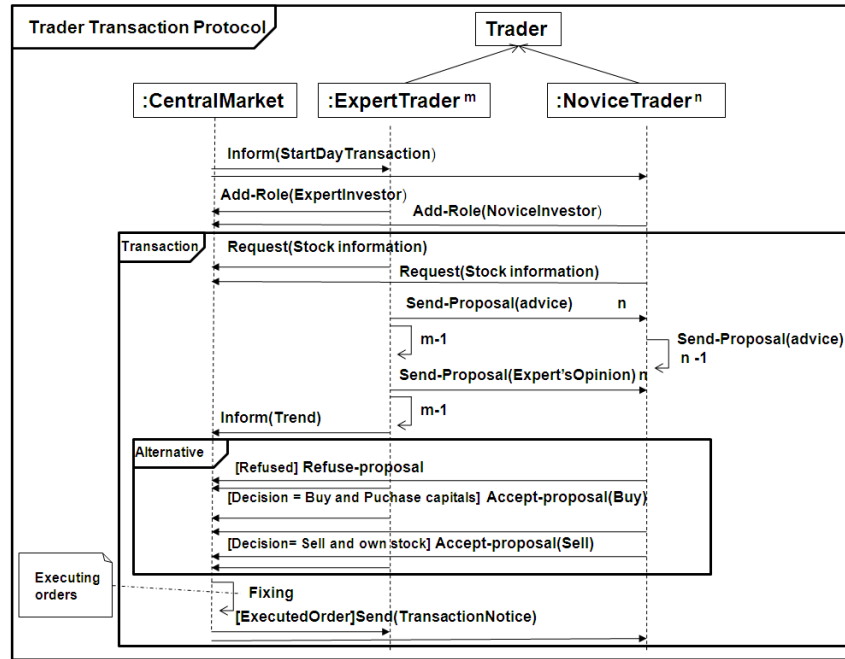 Trader Transaction Protocol
Trader
:CentralMarket
:ExpertTrader m
:NoviceTrader n
Inform(StartDayTransaction)
Add-Role(ExpertInvestor)
Add-Role(NoviceInvestor)
Transaction
Request(Stock information)
Request(Stock information)
Send-Proposal(advice) n
m-1
Send-Proposal(advice)
n -1
Send-Proposal(Expert'sOpinion) n
m-1
Inform(Trend)
Alternative
[Refused] Refuse-proposal
[Decision = Buy and Puchase capitals] Accept-proposal(Buy)
[Decision= Sell and own stock] Accept-proposal(Sell)
Executing
orders
Fixing
[ExecutedOrder]Send(TransactionNotice)